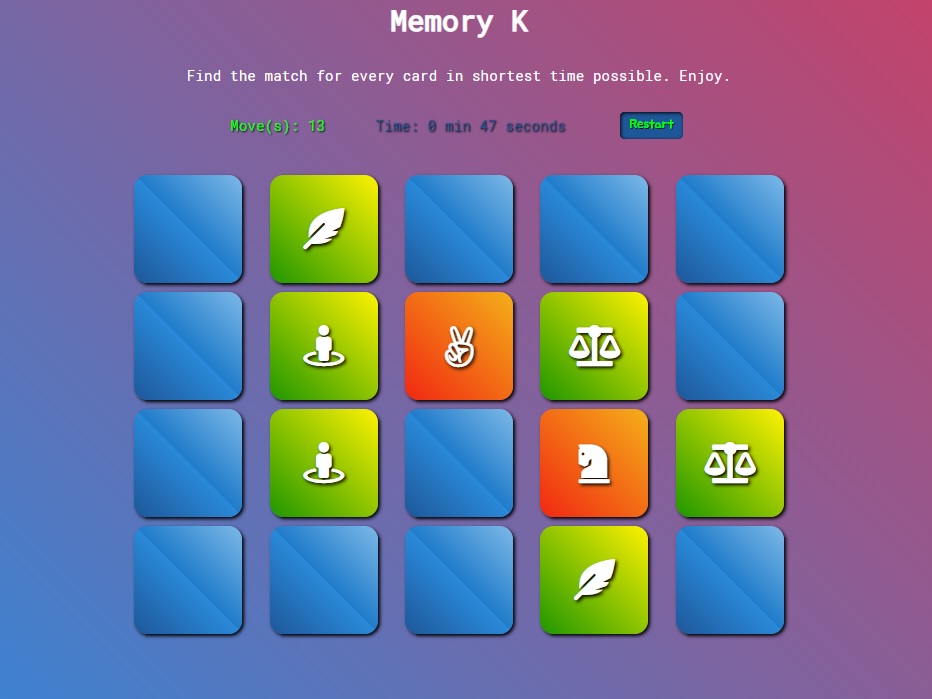 Memory K
Find the match for every card in shortest time possible. Enjoy.
Move(s): 13 Time: 0 min 47 seconds Restart